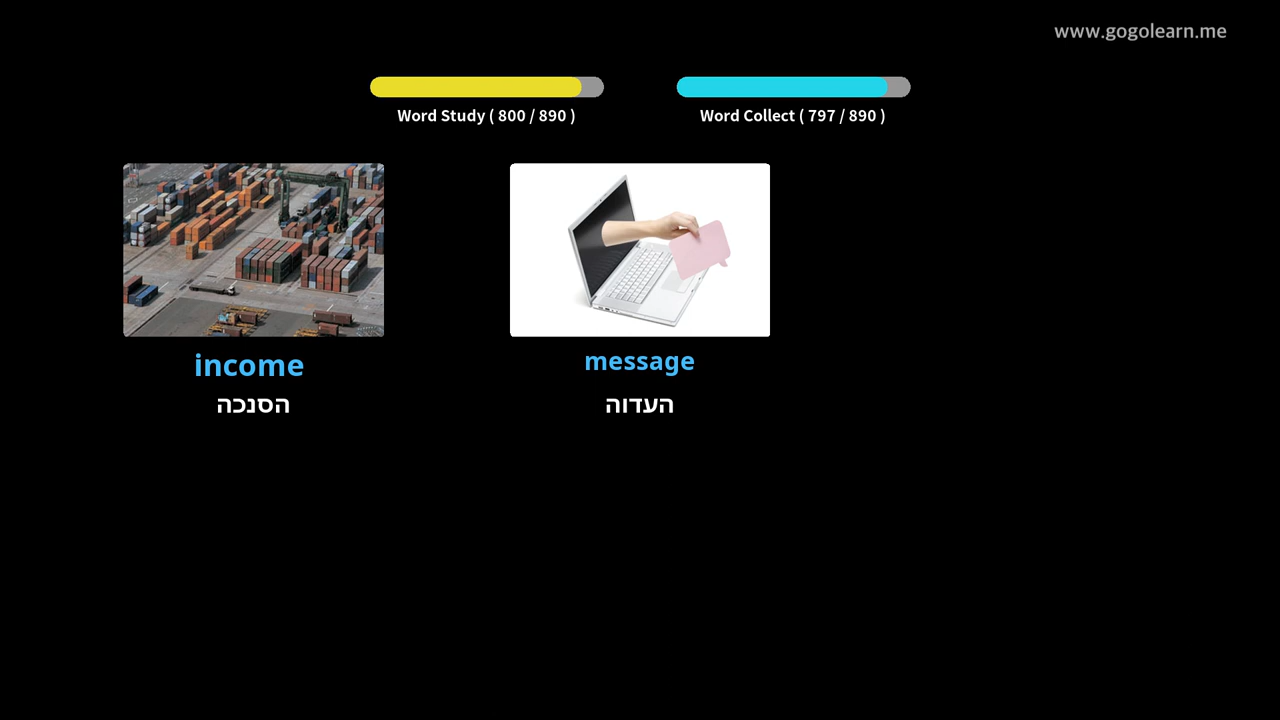 www.gogolearn.me
Word Study ( 800 / 890 )
Word Collect ( 797 / 890 )
income
message
הסנכה
העדוה